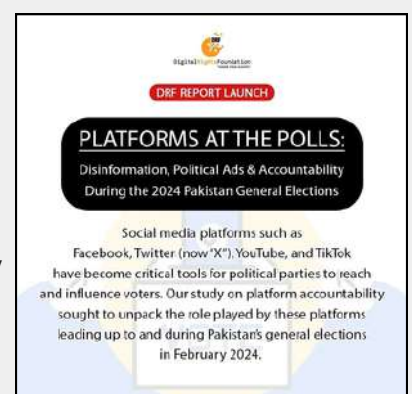 DRF
DigitalRightsFoundation
DRF REPORT LAUNCH
PLATFORMS AT THE POLLS:
Disinformation, Political Ads & Accountability
During the 2024 Pakistan General Elections
Social media platforms such as
Facebook, Twitter (now "X"), YouTube, and TikTok
have become critical tools for political parties to reach
and influence voters. Our study on platform accountability
sought to unpack the role played by these platforms
leading up to and during Pakistan's general elections
in February 2024.